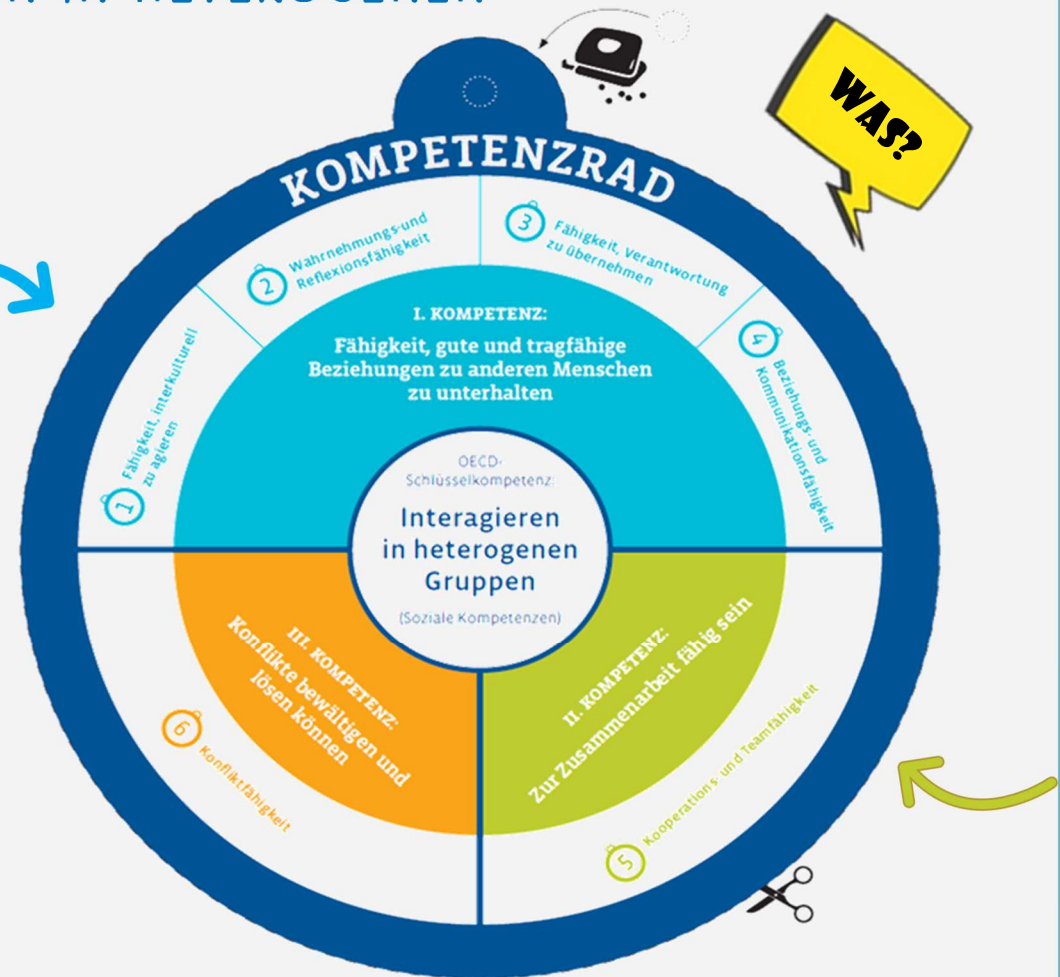 WAS?
KOMPETENZRAD
1 Fähigkeit, interkulturell
zu agieren
2 Wahrnehmungs-und
Reflexionsfähigkeit
3 Fähigkeit, Verantwortung
zu übernehmen
4 Beziehungs- und
Kommunikationsfähigkeit
I. KOMPETENZ:
Fähigkeit, gute und tragfähige
Beziehungen zu anderen Menschen
zu unterhalten
OECD-
Schlüsselkompetenz:
Interagieren
in heterogenen
Gruppen
(Soziale Kompetenzen)
III. KOMPETENZ:
Konflikte bewältigen und
lösen können
II. KOMPETENZ:
Zur Zusammenarbeit fähig sein
6 Konfliktfähigkeit
5 Kooperations- und Teamfähigkeit